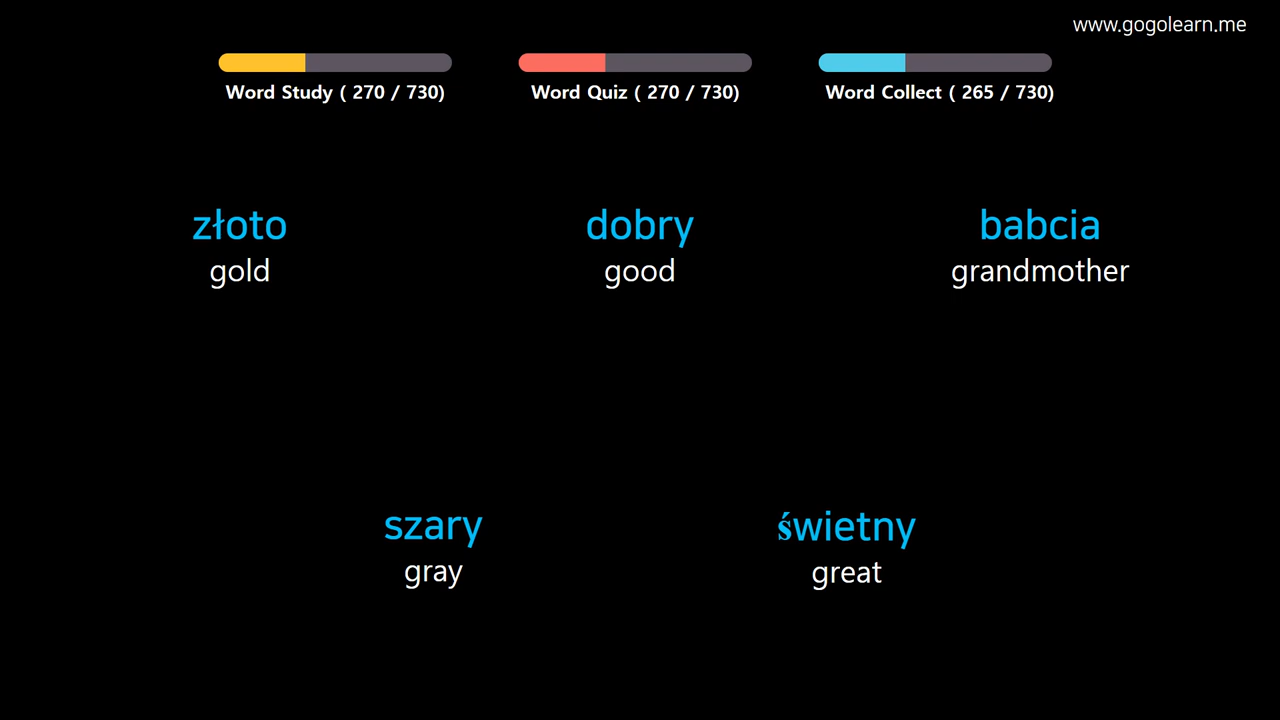 www.gogolearn.me
Word Study ( 270 / 730) Word Quiz ( 270 / 730) Word Collect ( 265 / 730)
złoto dobry babcia
gold good grandmother
szary świetny
gray great